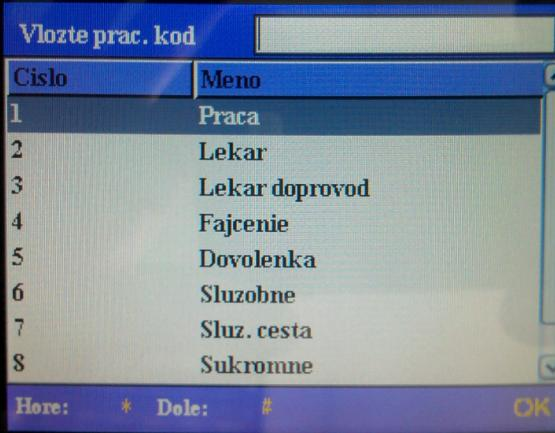 Vlozte prac. kod
Cislo Meno
1 Praca
2 Lekar
3 Lekar doprovod
4 Fajcenie
5 Dovolenka
6 Sluzobne
7 Sluz. cesta
8 Sukromne
Hore: * Dole: # OK